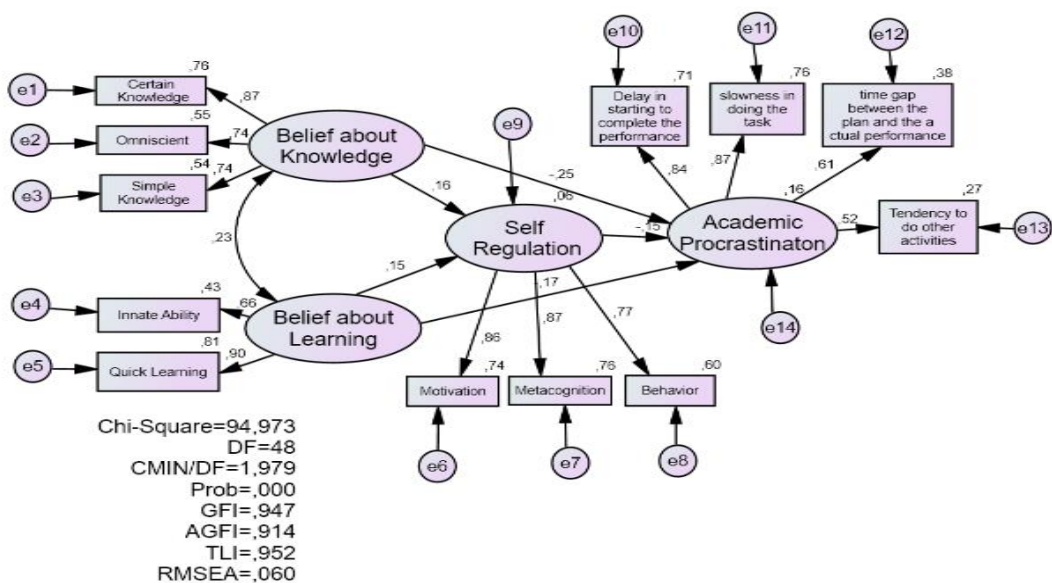 e10
e11
e12
,71
,76
,38
Delay in
starting to
complete the
performance
slowness in
doing the
task
time gap
between the
plan and the a
ctual performance
e1
,76
Certain
Knowledge
,87
e2
,55
Omniscient
,74
e3
,54
Simple
Knowledge
,74
Belief about
Knowledge
e9
,84
,87
,61
-,25
,16
,06
Self
Regulation
-,15
,16
Academic
Procrastinaton
,52
,27
Tendency to
do other
activities
e13
,23
,15
-,17
e14
e4
,43
Innate Ability
,66
e5
,81
Quick Learning
,90
Belief about
Learning
,86
,87
,77
,74
Motivation
,76
Metacognition
,60
Behavior
e6
e7
e8
Chi-Square=94,973
DF=48
CMIN/DF=1,979
Prob=,000
GFI=,947
AGFI=,914
TLI=,952
RMSEA=,060